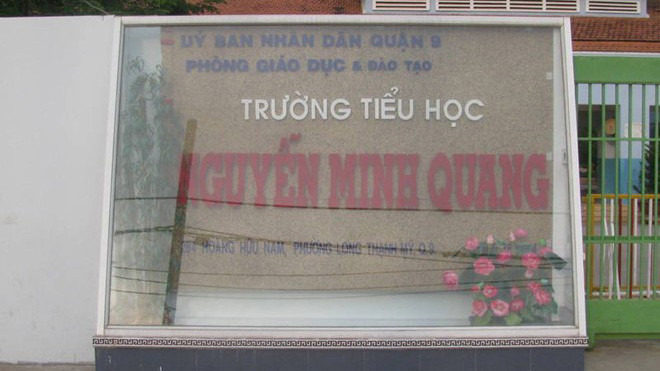 UỶ BAN NHÂN DÂN QUẬN 9
PHÒNG GIÁO DỤC & ĐÀO TẠO
TRƯỜNG TIỂU HỌC
NGUYỄN MINH QUANG
HOÀNG HỮU NAM, PHƯỜNG LONG THẠNH MỸ, Q.9